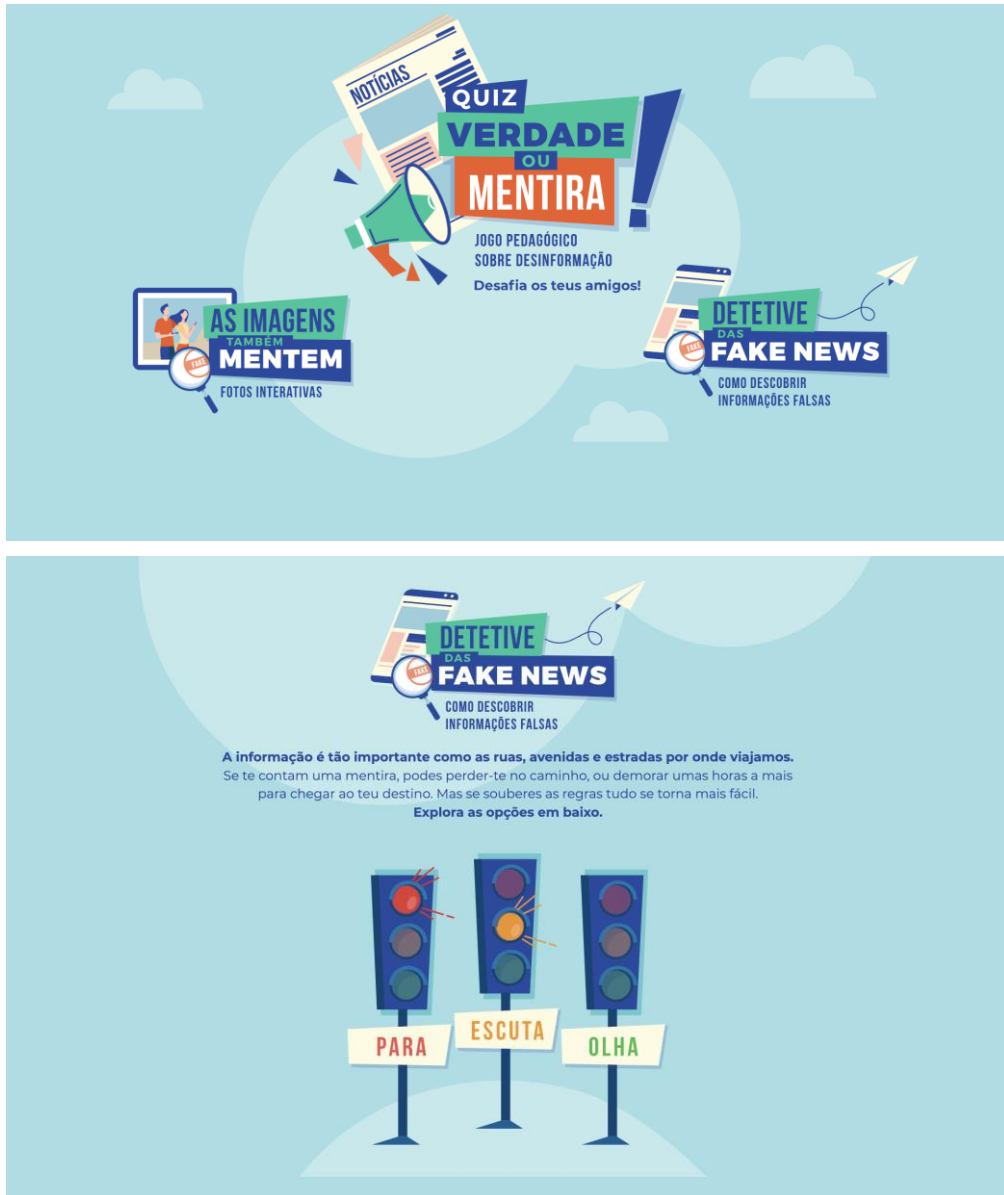 NOTÍCIAS
QUIZ
VERDADE
OU
MENTIRA!
JOGO PEDAGÓGICO
SOBRE DESINFORMAÇÃO
Desafia os teus amigos!
AS IMAGENS
TAMBÉM
MENTEM
FAKE
FOTOS INTERATIVAS
DETETIVE
DAS
FAKE NEWS
FAKE
COMO DESCOBRIR
INFORMAÇÕES FALSAS
DETETIVE
DAS
FAKE NEWS
FAKE
COMO DESCOBRIR
INFORMAÇÕES FALSAS
A informação é tão importante como as ruas, avenidas e estradas por onde viajamos.
Se te contam uma mentira, podes perder-te no caminho, ou demorar umas horas a mais
para chegar ao teu destino. Mas se souberes as regras tudo se torna mais fácil.
Explora as opções em baixo.
PARA
ESCUTA
OLHA